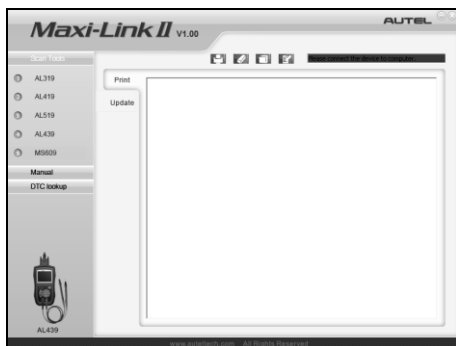 AUTEL
Maxi-Link II V1.00
Scan Tools
Please connect the device to computer.
AL319
AL419
AL519
AL439
MS609
Manual
DTC lookup
Print
Update
AL439
www.auteltech.com All Rights Reserved